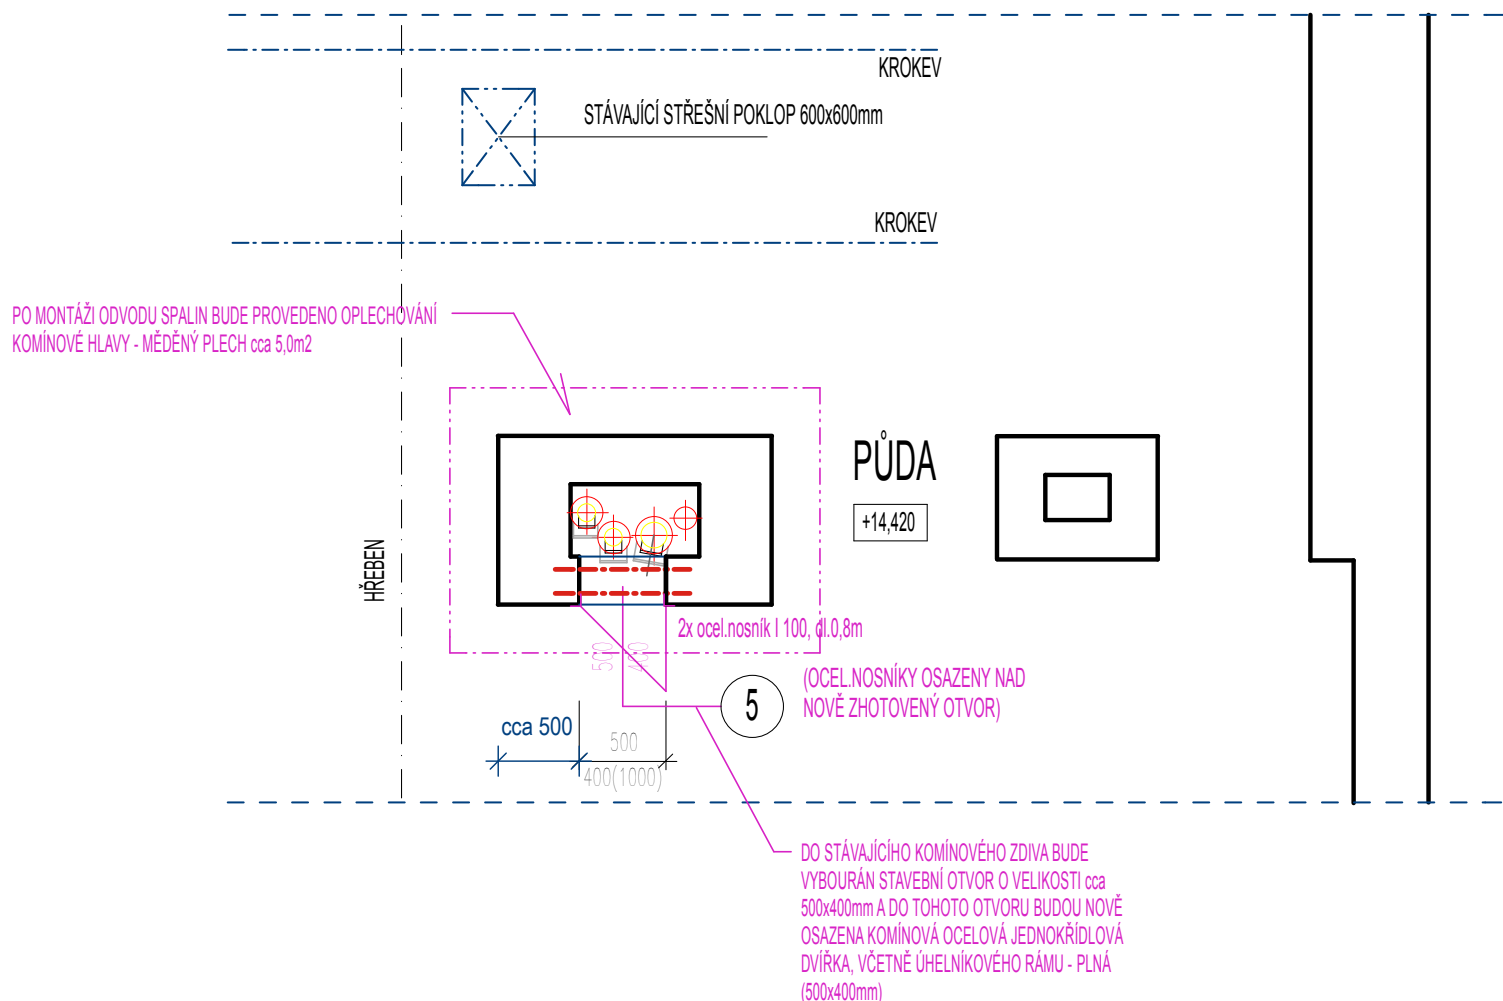 KROKEV
STÁVAJÍCÍ STŘEŠNÍ POKLOP 600x600mm
KROKEV
PO MONTÁŽI ODVODU SPALIN BUDE PROVEDENO OPLECHOVÁNÍ
KOMÍNOVÉ HLAVY - MĚDĚNÝ PLECH cca 5,0m2
PŮDA
+14,420
HŘEBEN
2x ocel.nosník I 100, dl.0,8m
500
400
(OCEL.NOSNÍKY OSAZENY NAD
NOVĚ ZHOTOVENÝ OTVOR)
5
cca 500
500
400(1000)
DO STÁVAJÍCÍHO KOMÍNOVÉHO ZDIVA BUDE
VYBOURÁN STAVEBNÍ OTVOR O VELIKOSTI cca
500x400mm A DO TOHOTO OTVORU BUDOU NOVĚ
OSAZENA KOMÍNOVÁ OCELOVÁ JEDNOKŘÍDLOVÁ
DVÍŘKA, VČETNĚ ÚHELNÍKOVÉHO RÁMU - PLNÁ
(500x400mm)